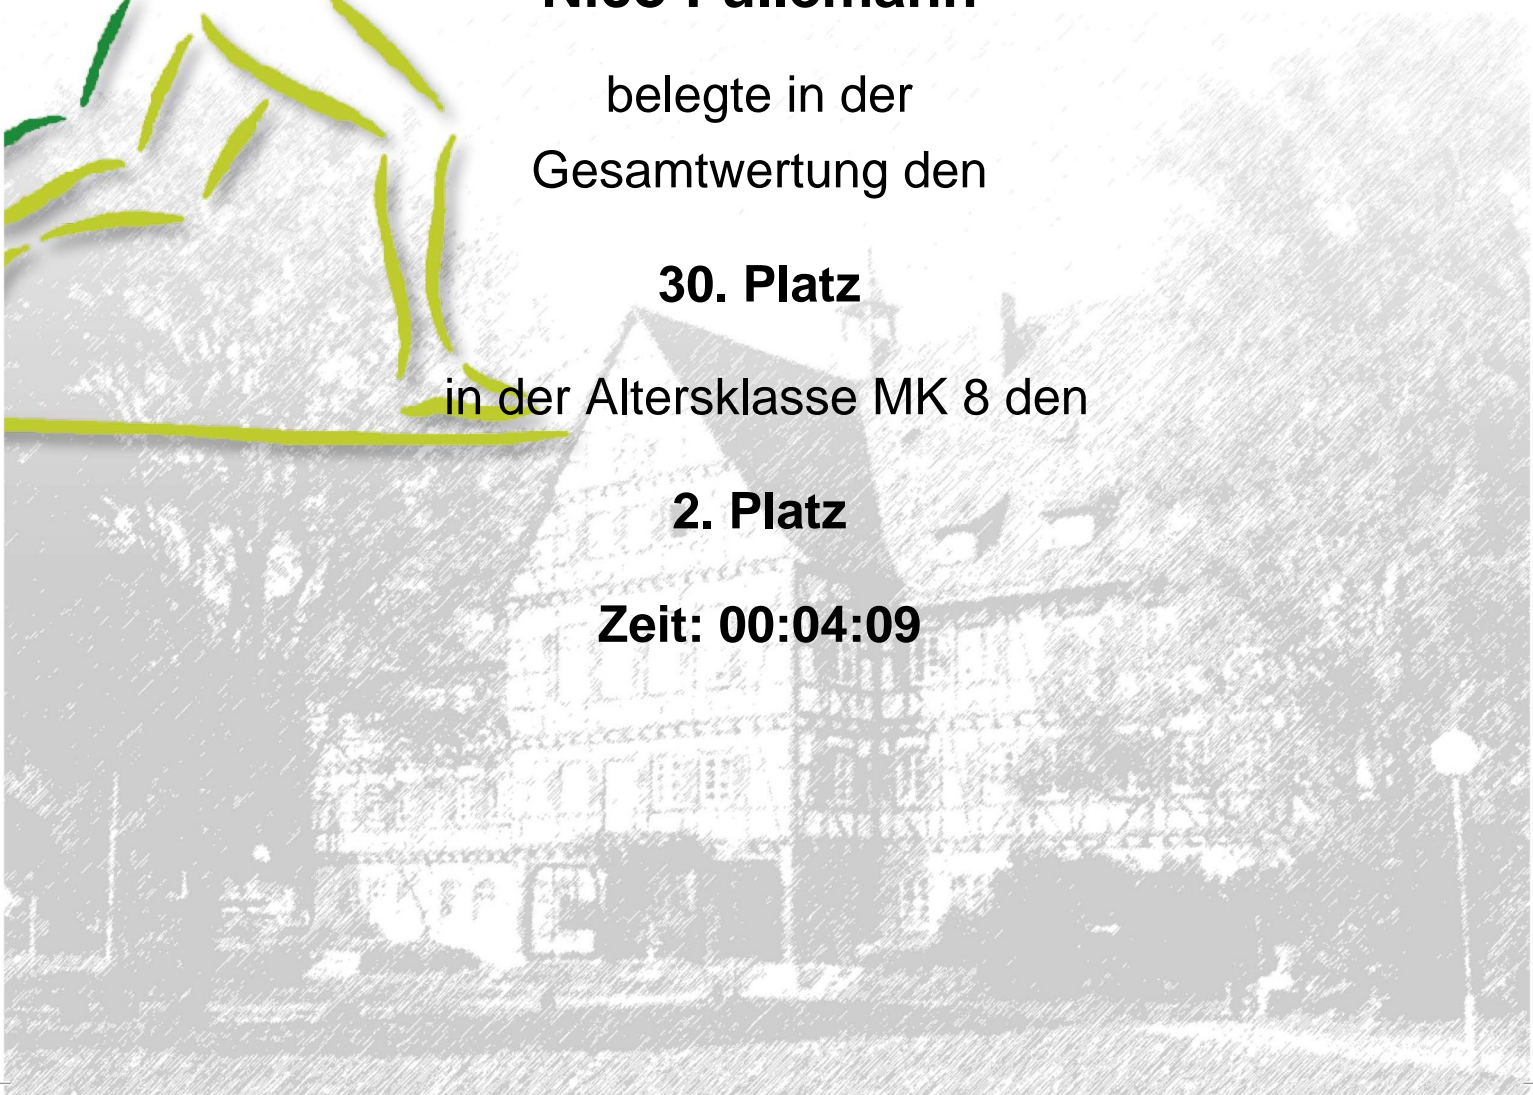 belegte in der
Gesamtwertung den
30. Platz
in der Altersklasse MK 8 den
2. Platz
Zeit: 00:04:09